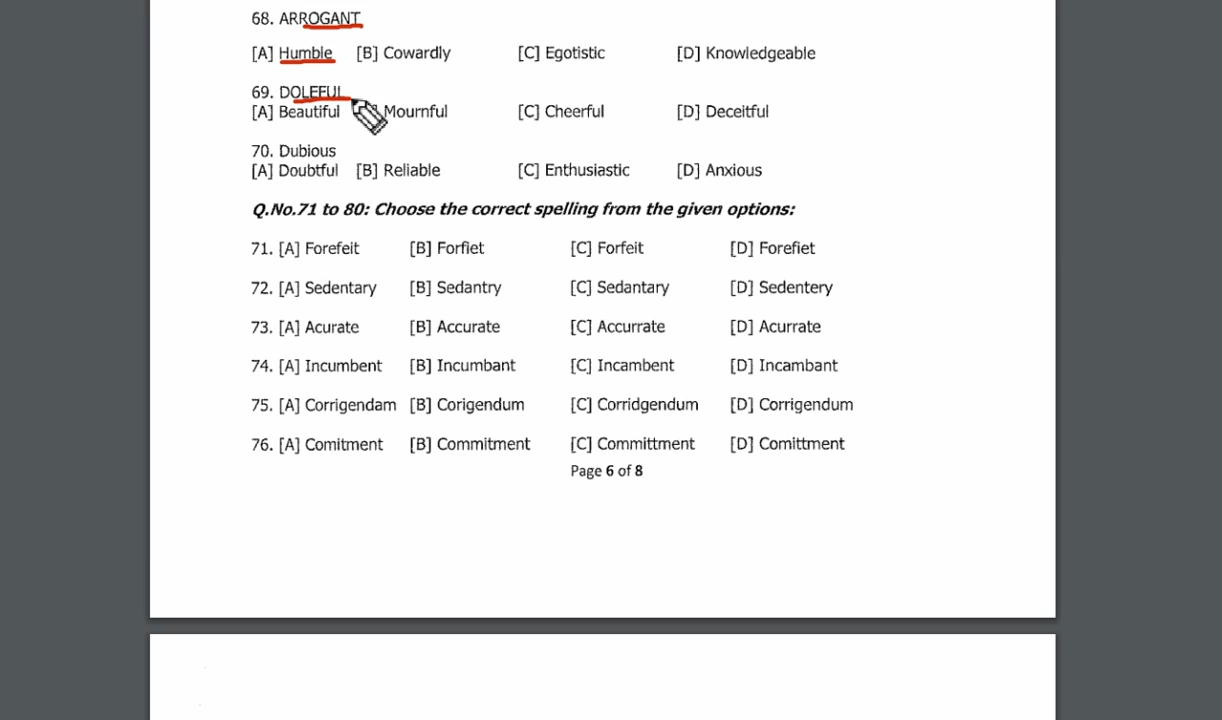 68. ARROGANT
[A] Humble [B] Cowardly [C] Egotistic [D] Knowledgeable
69. DOLEFUL
[A] Beautiful Mournful [C] Cheerful [D] Deceitful
70. Dubious
[A] Doubtful [B] Reliable [C] Enthusiastic [D] Anxious
Q.No.71 to 80: Choose the correct spelling from the given options:
71. [A] Forefeit [B] Forfiet [C] Forfeit [D] Forefiet
72. [A] Sedentary [B] Sedantry [C] Sedantary [D] Sedentery
73. [A] Acurate [B] Accurate [C] Accurrate [D] Acurrate
74. [A] Incumbent [B] Incumbant [C] Incambent [D] Incambant
75. [A] Corrigendam [B] Corigendum [C] Corridgendum [D] Corrigendum
76. [A] Comitment [B] Commitment [C] Committment [D] Comittment
Page 6 of 8